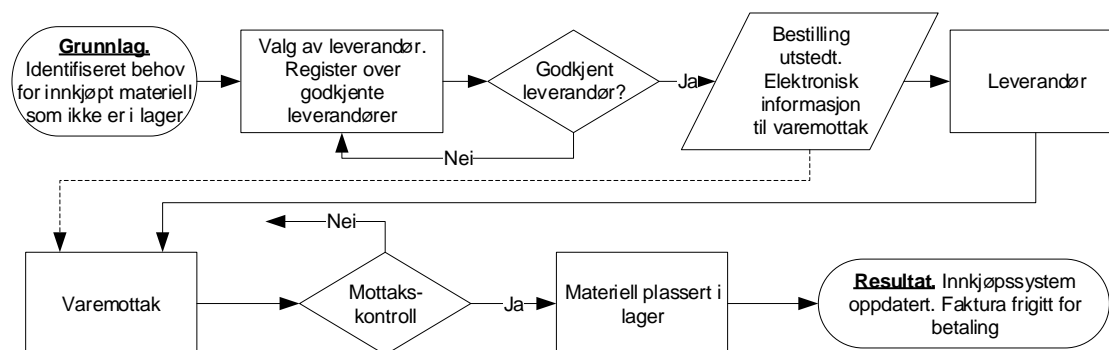 Grunnlag.
Identifiseret behov
for innkjøpt materiell
som ikke er i lager
Valg av leverandør.
Register over
godkjente
leverandører
Godkjent
leverandør?
Ja
Nei
Bestilling
utstedt.
Elektronisk
informasjon
til varemottak
Leverandør
Varemottak
Nei
Mottaks-
kontroll
Ja
Materiell plassert i
lager
Resultat. Innkjøpssystem
oppdatert. Faktura frigitt for
betaling